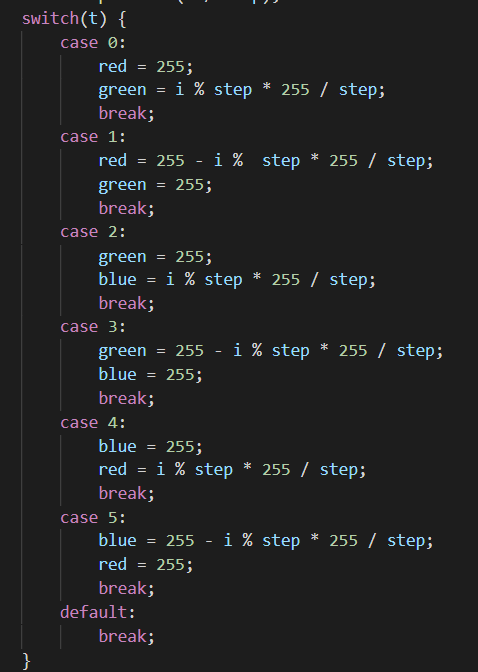 switch(t) {
case 0:
red = 255;
green = i % step * 255 / step;
break;
case 1:
red = 255 - i %  step * 255 / step;
green = 255;
break;
case 2:
green = 255;
blue = i % step * 255 / step;
break;
case 3:
green = 255 - i % step * 255 / step;
blue = 255;
break;
case 4:
blue = 255;
red = i % step * 255 / step;
break;
case 5:
blue = 255 - i % step * 255 / step;
red = 255;
break;
default:
break;
}